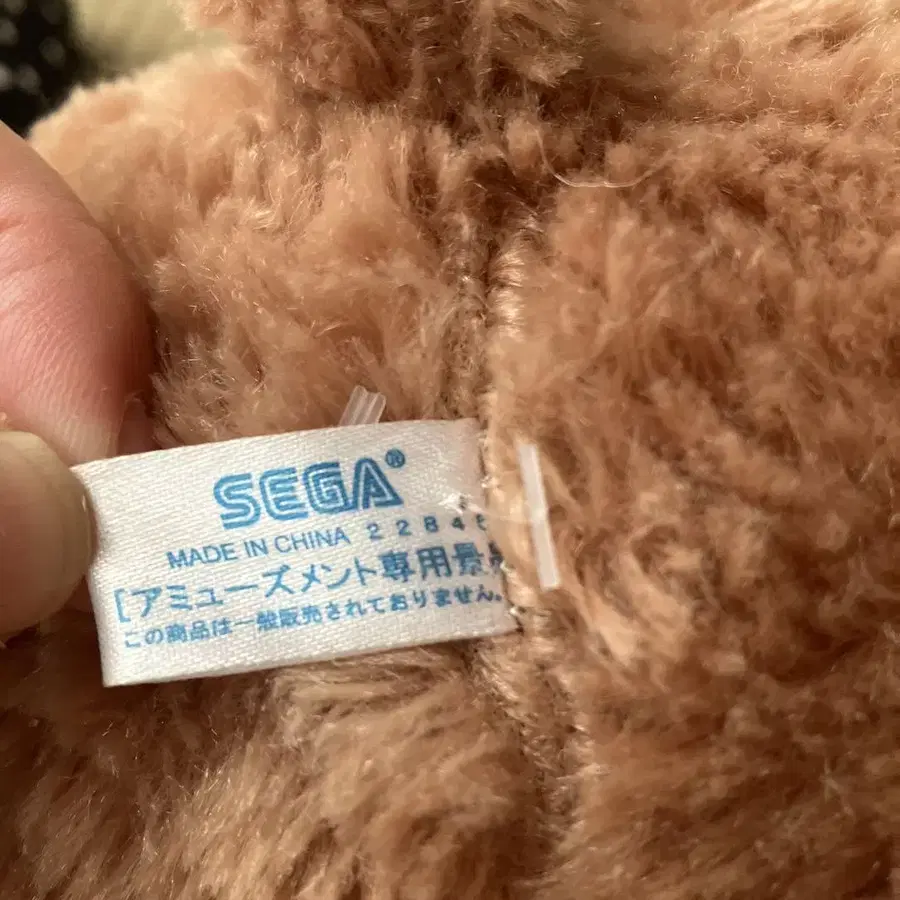 SEGA®
MADE IN CHINA 2284
[アミューズメント専用景
この商品は一般販売されておりません。